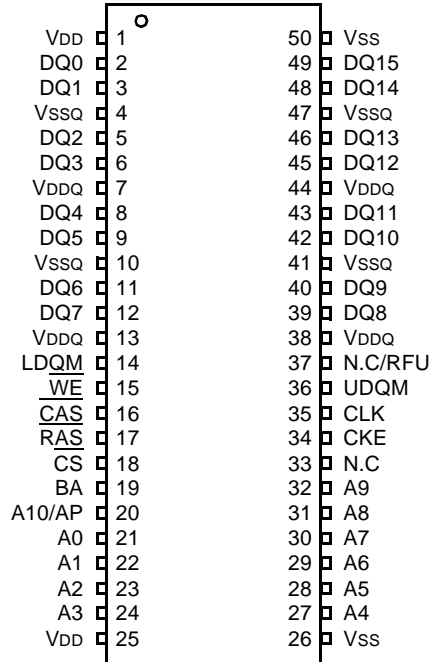 VDD 1 50 VSS
DQ0 2 49 DQ15
DQ1 3 48 DQ14
VSSQ 4 47 VSSQ
DQ2 5 46 DQ13
DQ3 6 45 DQ12
VDDQ 7 44 VDDQ
DQ4 8 43 DQ11
DQ5 9 42 DQ10
VSSQ 10 41 VSSQ
DQ6 11 40 DQ9
DQ7 12 39 DQ8
VDDQ 13 38 VDDQ
LDQM 14 37 N.C/RFU
WE 15 36 UDQM
CAS 16 35 CLK
RAS 17 34 CKE
CS 18 33 N.C
BA 19 32 A9
A10/AP 20 31 A8
A0 21 30 A7
A1 22 29 A6
A2 23 28 A5
A3 24 27 A4
VDD 25 26 VSS